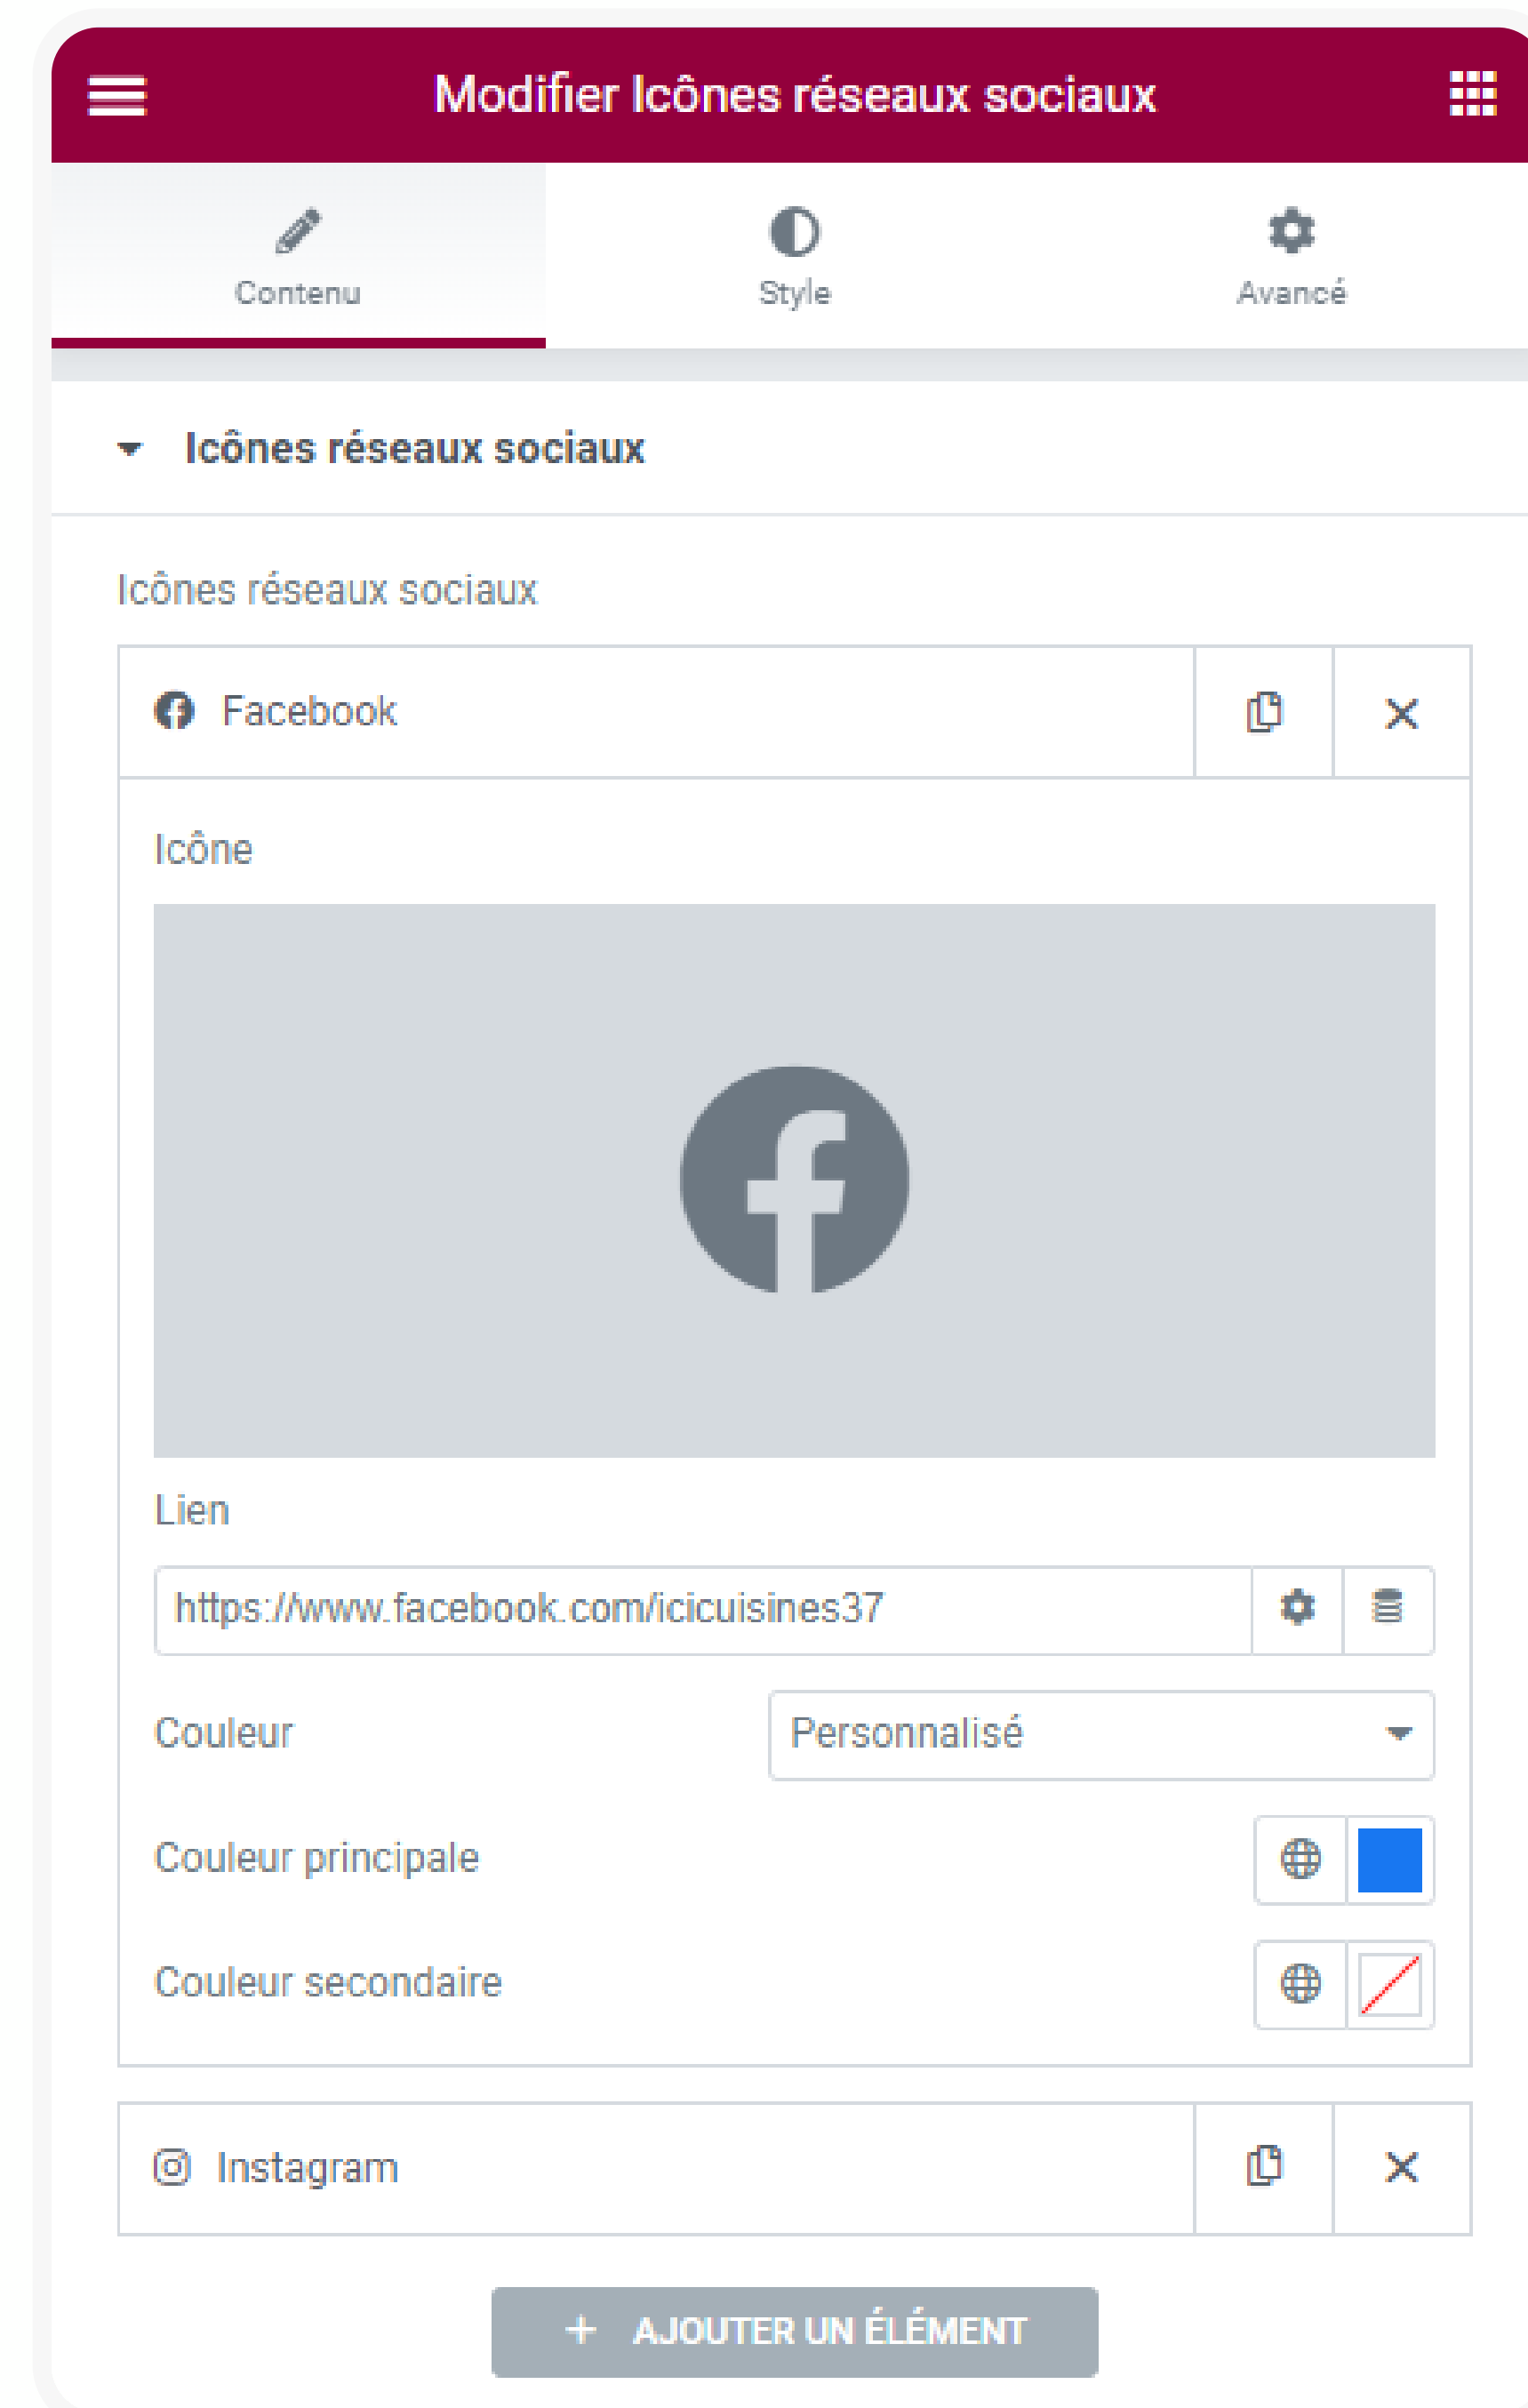 Modifier Icônes réseaux sociaux
Contenu
Style
Avancé
Icônes réseaux sociaux
Icônes réseaux sociaux
Facebook
Icône
Lien
https://www.facebook.com/icicuisines37
Couleur
Personnalisé
Couleur principale
Couleur secondaire
Instagram
+ AJOUTER UN ÉLÉMENT